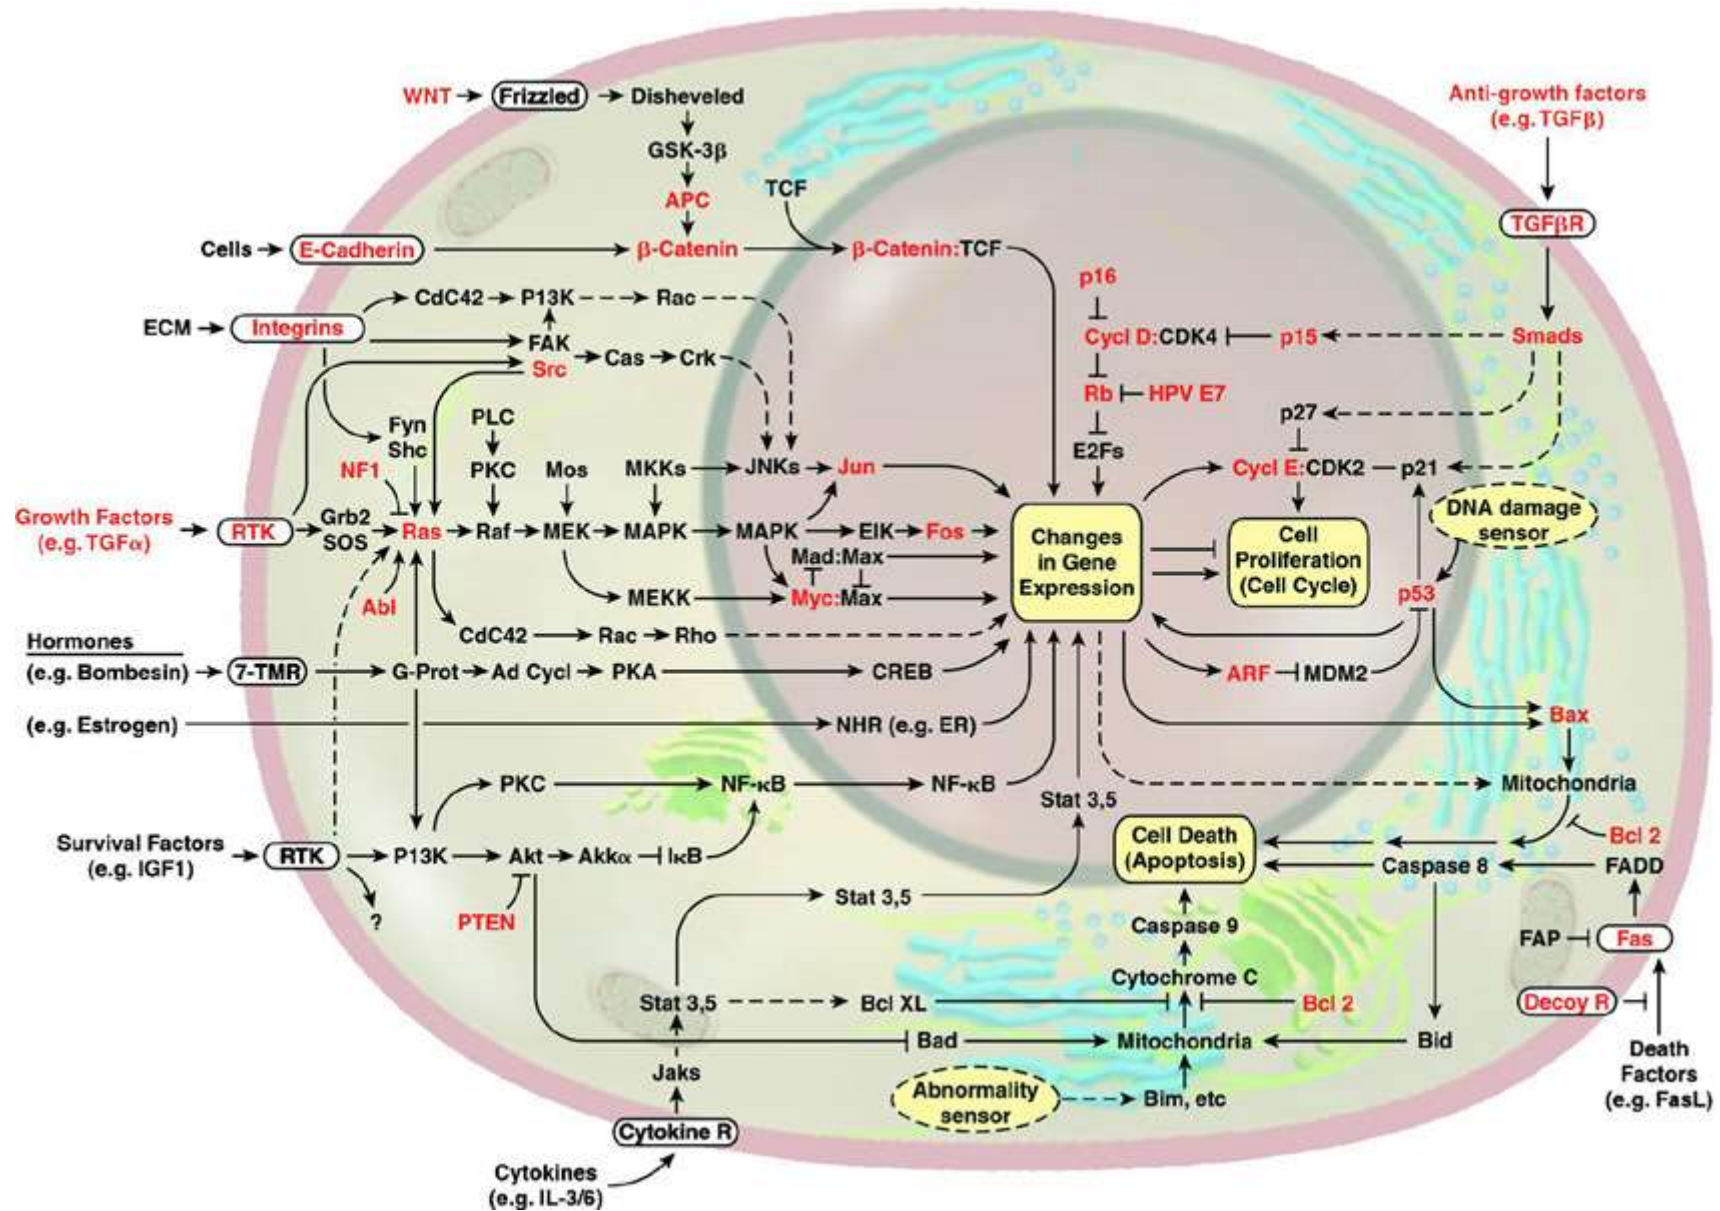 WNT
Frizzled
Disheveled
GSK-3β
APC
TCF
Cells
E-Cadherin
β-Catenin
β-Catenin:TCF
Anti-growth factors
(e.g. TGFβ)
TGFβR
Smads
p16
Cycl D:CDK4
p15
Rb
HPV E7
E2Fs
p27
Cycl E:CDK2
p21
DNA damage
sensor
CdC42
P13K
Rac
ECM
Integrins
FAK
Src
Cas
Crk
Fyn
Shc
PLC
NF1
PKC
Mos
MKKs
JNKs
Jun
Growth Factors
(e.g. TGFα)
RTK
Grb2
SOS
Ras
Raf
MEK
MAPK
MAPK
ElK
Fos
Mad:Max
Changes
in Gene
Expression
Cell
Proliferation
(Cell Cycle)
p53
Abl
MEKK
Myc:Max
CdC42
Rac
Rho
Hormones
(e.g. Bombesin)
7-TMR
G-Prot
Ad Cycl
PKA
CREB
ARF
MDM2
(e.g. Estrogen)
NHR (e.g. ER)
Bax
PKC
NF-κB
NF-κB
Stat 3,5
Mitochondria
Survival Factors
(e.g. IGF1)
RTK
P13K
Akt
Akkα
IκB
Cell Death
(Apoptosis)
Bcl 2
Caspase 8
FADD
?
PTEN
Stat 3,5
Caspase 9
FAP
Fas
Cytochrome C
Stat 3,5
Bcl XL
Bcl 2
Decoy R
Bad
Mitochondria
Bid
Death
Factors
(e.g. FasL)
Jaks
Abnormality
sensor
Bim, etc
Cytokine R
Cytokines
(e.g. IL-3/6)